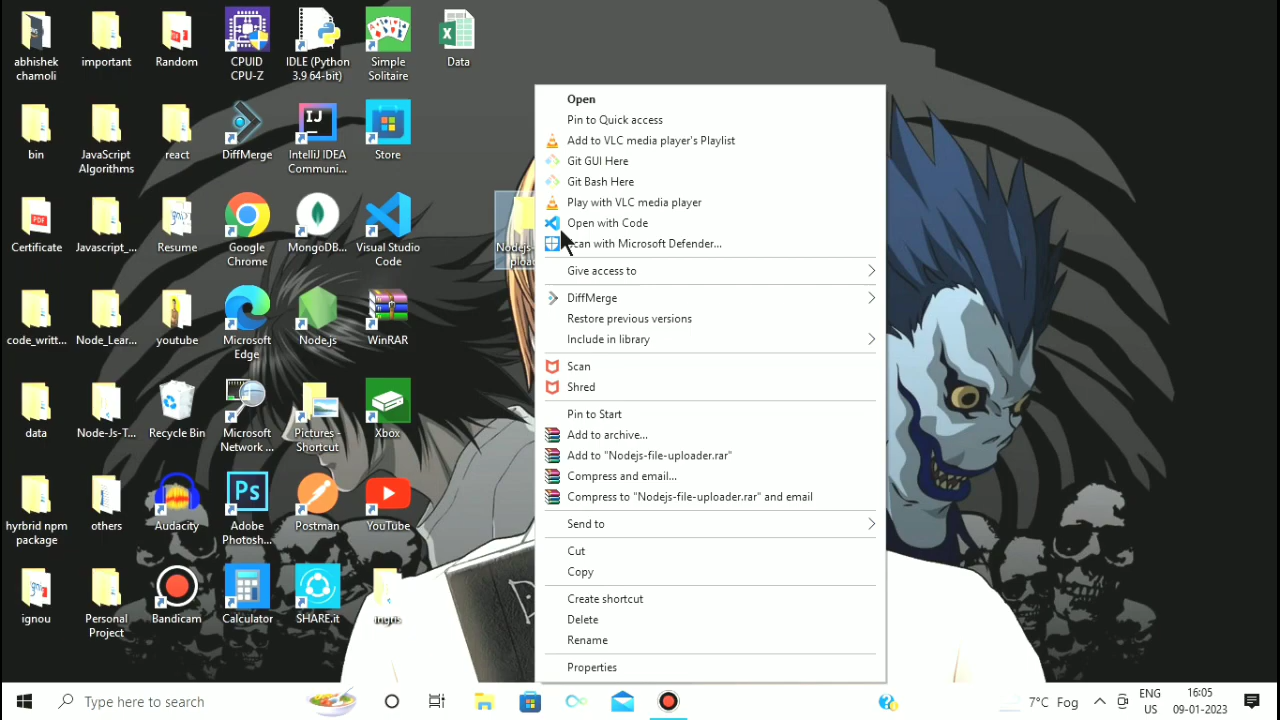 abhishek
chamoli
important
Random
CPUID
CPU-Z
IDLE (Python
3.9 64-bit)
Simple
Solitaire
Data
bin
JavaScript
Algorithms
react
DiffMerge
IntelliJ IDEA
Communi...
Store
Certificate
Javascript_...
Resume
Google
Chrome
MongoDB...
Visual Studio
Code
code_writt...
Node_Lear...
youtube
Microsoft
Edge
Node.js
WinRAR
data
Node-Js-T...
Recycle Bin
Microsoft
Network ...
Pictures -
Shortcut
Xbox
hyrbrid npm
package
others
Audacity
Adobe
Photosh...
Postman
YouTube
ignou
Personal
Project
Bandicam
Calculator
SHARE.it
Open
Pin to Quick access
Add to VLC media player's Playlist
Git GUI Here
Git Bash Here
Play with VLC media player
Open with Code
Scan with Microsoft Defender...
Give access to
DiffMerge
Restore previous versions
Include in library
Scan
Shred
Pin to Start
Add to archive...
Add to "Nodejs-file-uploader.rar"
Compress and email...
Compress to "Nodejs-file-uploader.rar" and email
Send to
Cut
Copy
Create shortcut
Delete
Rename
Properties
Type here to search
7°C Fog
ENG
US
16:05
09-01-2023